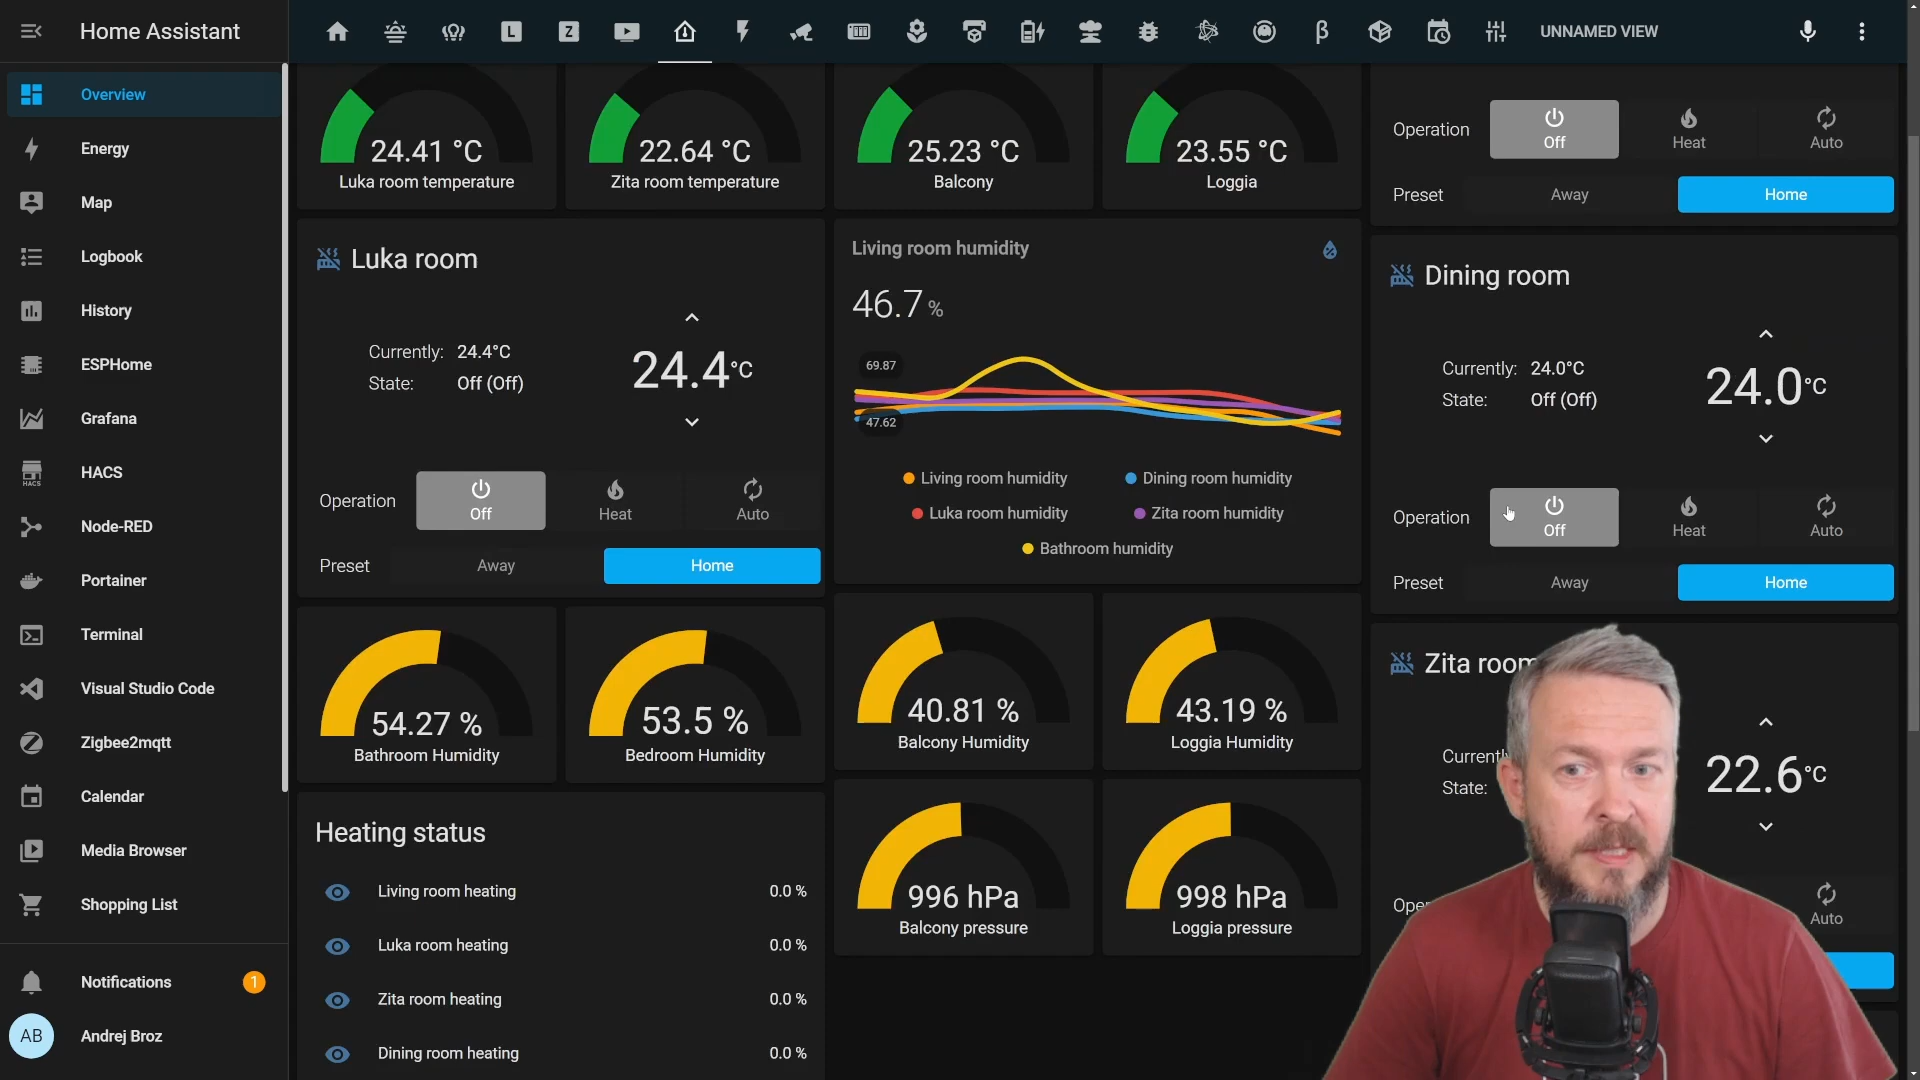 Home Assistant
L
Z
β
UNNAMED VIEW
Overview
Energy
Map
Logbook
History
ESPHome
Grafana
HACS
HACS
Node-RED
Portainer
Terminal
Visual Studio Code
Zigbee2mqtt
Calendar
Media Browser
Shopping List
Notifications 1
AB Andrej Broz
24.41 °C
Luka room temperature
22.64 °C
Zita room temperature
25.23 °C
Balcony
23.55 °C
Loggia
Operation Off Heat Auto
Preset Away Home
Luka room
Currently: 24.4°C
State: Off (Off)
24.4°C
Operation Off Heat Auto
Preset Away Home
Living room humidity
46.7 %
69.87
47.62
Living room humidity
Dining room humidity
Luka room humidity
Zita room humidity
Bathroom humidity
Dining room
Currently: 24.0°C
State: Off (Off)
24.0°C
Operation Off Heat Auto
Preset Away Home
54.27 %
Bathroom Humidity
53.5 %
Bedroom Humidity
40.81 %
Balcony Humidity
43.19 %
Loggia Humidity
996 hPa
Balcony pressure
998 hPa
Loggia pressure
Zita room
Currently
State:
22.6°C
Ope
Auto
Heating status
Living room heating 0.0 %
Luka room heating 0.0 %
Zita room heating 0.0 %
Dining room heating 0.0 %